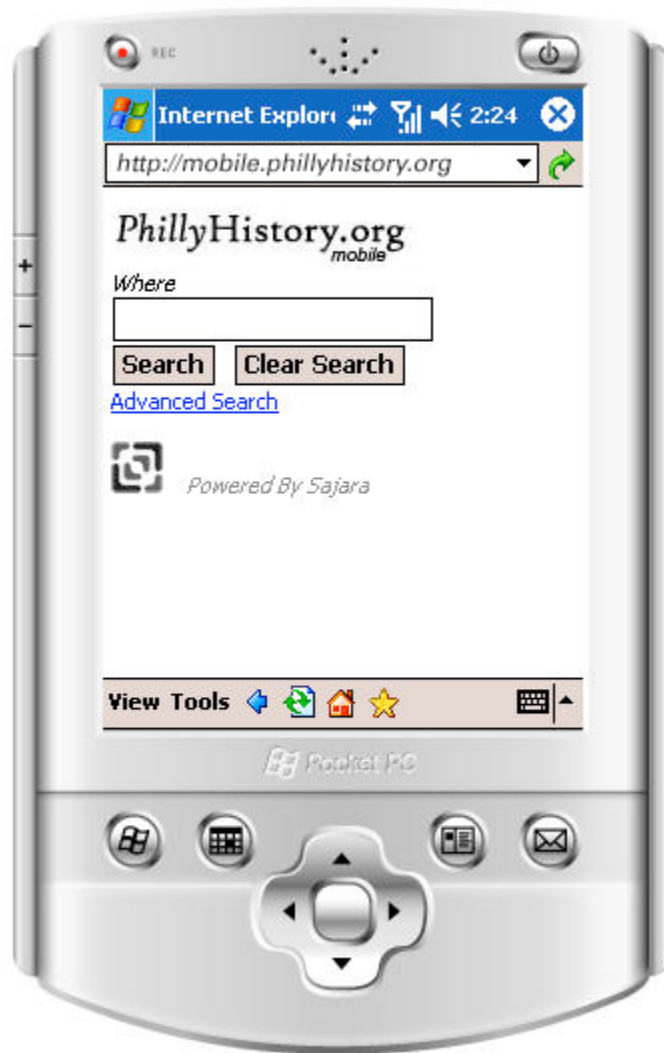 REC
Internet Explor 2:24
http://mobile.phillyhistory.org
PhillyHistory.org
mobile
Where
Search Clear Search
Advanced Search
Powered By Sajara
View Tools
Pocket PC